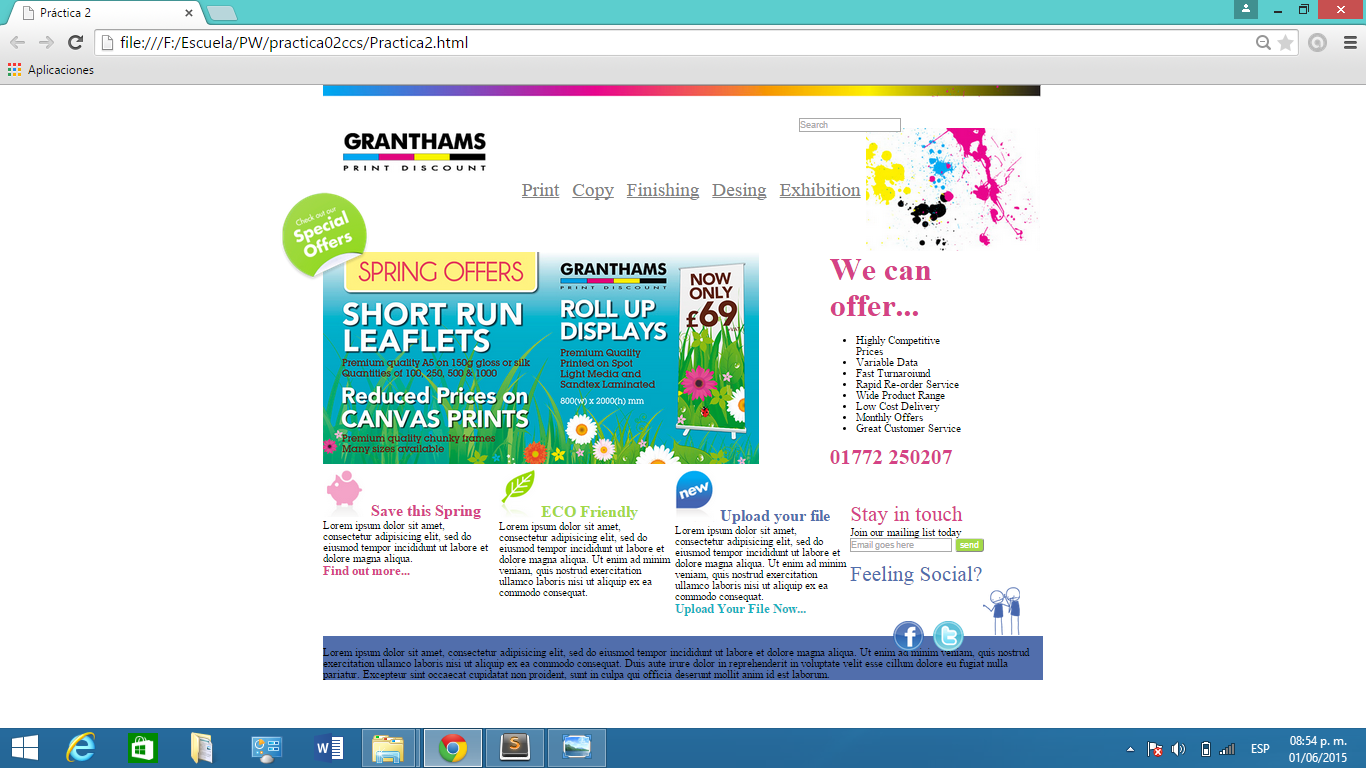 Práctica 2
file:///F:/Escuela/PW/practica02ccs/Practica2.html
Aplicaciones
Search
GRANTHAMS
PRINT DISCOUNT
Print Copy Finishing Desing Exhibition
Check out our
Special
Offers
SPRING OFFERS
SHORT RUN
LEAFLETS
Premium quality A5 on 150g gloss or silk
Quantities of 100, 250, 500 & 1000
Reduced Prices on
CANVAS PRINTS
Premium quality chunky frames
Many sizes available
GRANTHAMS
PRINT DISCOUNT
ROLL UP
DISPLAYS
Premium Quality
Printed on Spot
Light Media and
Sandtex Laminated
800(w) x 2000(h) mm
NOW
ONLY
£69
We can
offer...
Highly Competitive
Prices
Variable Data
Fast Turnaroiund
Rapid Re-order Service
Wide Product Range
Low Cost Delivery
Monthly Offers
Great Customer Service
01772 250207
Save this Spring
Lorem ipsum dolor sit amet,
consectetur adipisicing elit, sed do
eiusmod tempor incididunt ut labore et
dolore magna aliqua.
Find out more...
ECO Friendly
Lorem ipsum dolor sit amet,
consectetur adipisicing elit, sed do
eiusmod tempor incididunt ut labore et
dolore magna aliqua. Ut enim ad minim
veniam, quis nostrud exercitation
ullamco laboris nisi ut aliquip ex ea
commodo consequat.
new
Upload your file
Lorem ipsum dolor sit amet,
consectetur adipisicing elit, sed do
eiusmod tempor incididunt ut labore et
dolore magna aliqua. Ut enim ad minim
veniam, quis nostrud exercitation
ullamco laboris nisi ut aliquip ex ea
commodo consequat.
Upload Your File Now...
Stay in touch
Join our mailing list today
Email goes here send
Feeling Social?
Lorem ipsum dolor sit amet, consectetur adipisicing elit, sed do eiusmod tempor incididunt ut labore et dolore magna aliqua. Ut enim ad minim veniam, quis nostrud
exercitation ullamco laboris nisi ut aliquip ex ea commodo consequat. Duis aute irure dolor in reprehenderit in voluptate velit esse cillum dolore eu fugiat nulla
pariatur. Excepteur sint occaecat cupidatat non proident, sunt in culpa qui officia deserunt mollit anim id est laborum.
ESP
08:54 p. m.
01/06/2015